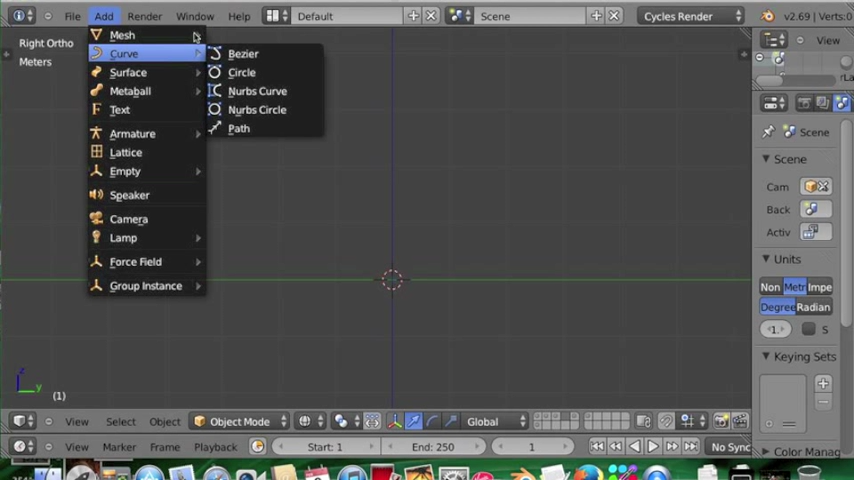 File Add Render Window Help Default Scene Cycles Render v2.69 | Verts:0
Right Ortho
Meters
Mesh
Curve
Surface
Metaball
Text
Armature
Lattice
Empty
Speaker
Camera
Lamp
Force Field
Group Instance
Bezier
Circle
Nurbs Curve
Nurbs Circle
Path
z
y
(1)
View
Scene
Scene
Cam
Back
Activ
Units
Non Metr Impe
Degree Radian
1. S
Keying Sets
Color Manag
View Select Object Object Mode Global
View Marker Frame Playback Start: 1 End: 250 1 No Sync